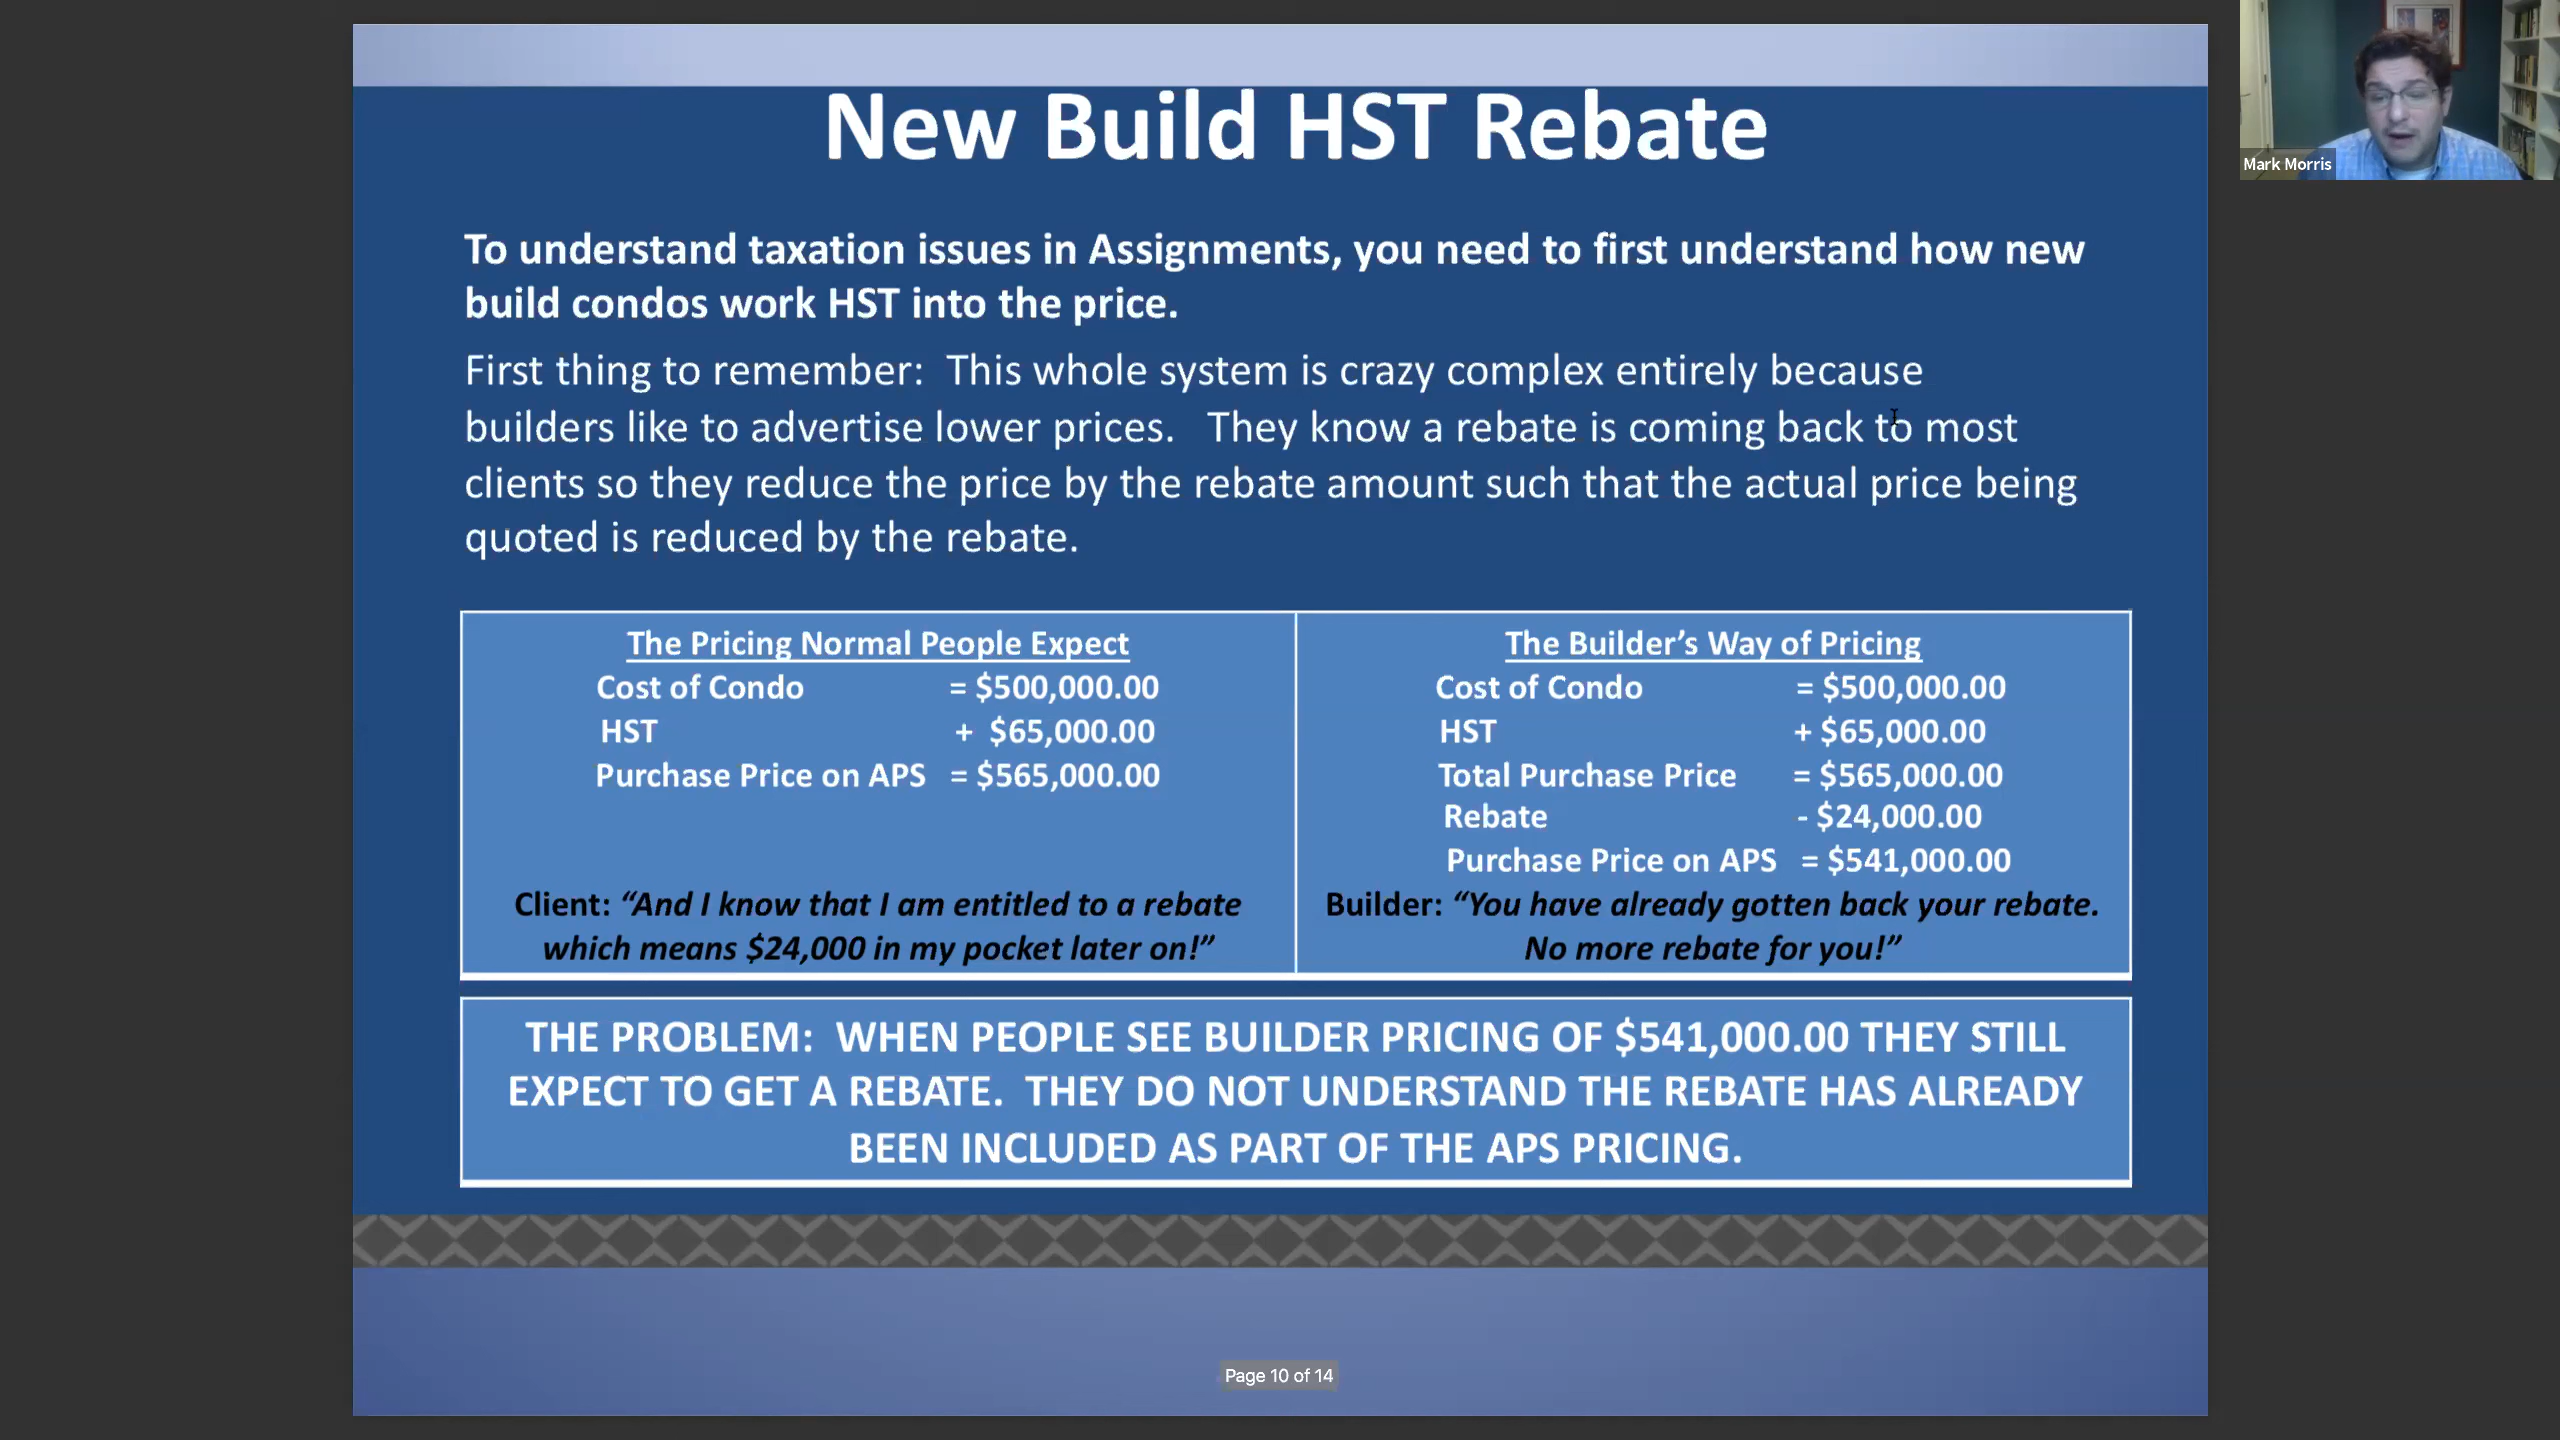 New Build HST Rebate
Mark Morris
To understand taxation issues in Assignments, you need to first understand how new
build condos work HST into the price.
First thing to remember: This whole system is crazy complex entirely because
builders like to advertise lower prices. They know a rebate is coming back to most
clients so they reduce the price by the rebate amount such that the actual price being
quoted is reduced by the rebate.
The Pricing Normal People Expect
Cost of Condo = $500,000.00
HST + $65,000.00
Purchase Price on APS = $565,000.00
Client: “And I know that I am entitled to a rebate
which means $24,000 in my pocket later on!”
The Builder’s Way of Pricing
Cost of Condo = $500,000.00
HST + $65,000.00
Total Purchase Price = $565,000.00
Rebate - $24,000.00
Purchase Price on APS = $541,000.00
Builder: “You have already gotten back your rebate.
No more rebate for you!”
THE PROBLEM: WHEN PEOPLE SEE BUILDER PRICING OF $541,000.00 THEY STILL
EXPECT TO GET A REBATE. THEY DO NOT UNDERSTAND THE REBATE HAS ALREADY
BEEN INCLUDED AS PART OF THE APS PRICING.
Page 10 of 14